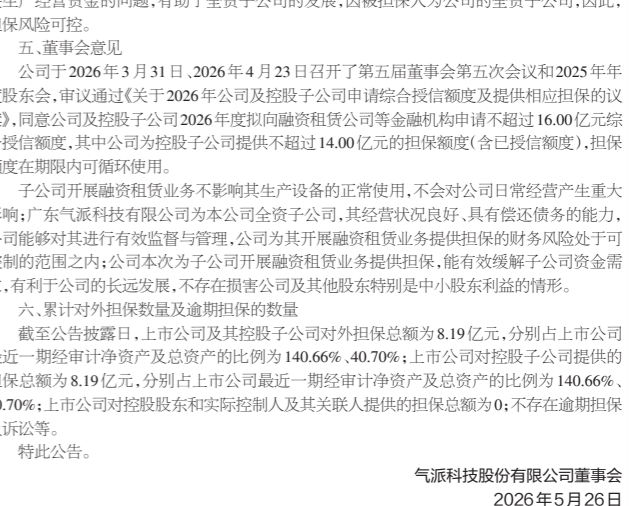 生产经营资金的问题，有助于全资子公司的发展，因被担保人为公司的全资子公司，因此，
担保风险可控。
五、董事会意见
公司于2026年3月31日、2026年4月23日召开了第五届董事会第五次会议和2025年年
度股东会，审议通过《关于2026年公司及控股子公司申请综合授信额度及提供相应担保的议
案》，同意公司及控股子公司2026年度拟向融资租赁公司等金融机构申请不超过16.00亿元综
合授信额度，其中公司为控股子公司提供不超过14.00亿元的担保额度（含已授信额度），担保
额度在期限内可循环使用。
子公司开展融资租赁业务不影响其生产设备的正常使用，不会对公司日常经营产生重大
影响；广东气派科技有限公司为本公司全资子公司，其经营状况良好、具有偿还债务的能力，
公司能够对其进行有效监督与管理，公司为其开展融资租赁业务提供担保的财务风险处于可
控制的范围之内；公司本次为子公司开展融资租赁业务提供担保，能有效缓解子公司资金需
求，有利于公司的长远发展，不存在损害公司及其他股东特别是中小股东利益的情形。
六、累计对外担保数量及逾期担保的数量
截至公告披露日，上市公司及其控股子公司对外担保总额为8.19亿元，分别占上市公司
最近一期经审计净资产及总资产的比例为140.66%、40.70%；上市公司对控股子公司提供的
担保总额为8.19亿元，分别占上市公司最近一期经审计净资产及总资产的比例为140.66%、
40.70%；上市公司对控股股东和实际控制人及其关联人提供的担保总额为0；不存在逾期担保
及诉讼等。
特此公告。
气派科技股份有限公司董事会
2026年5月26日